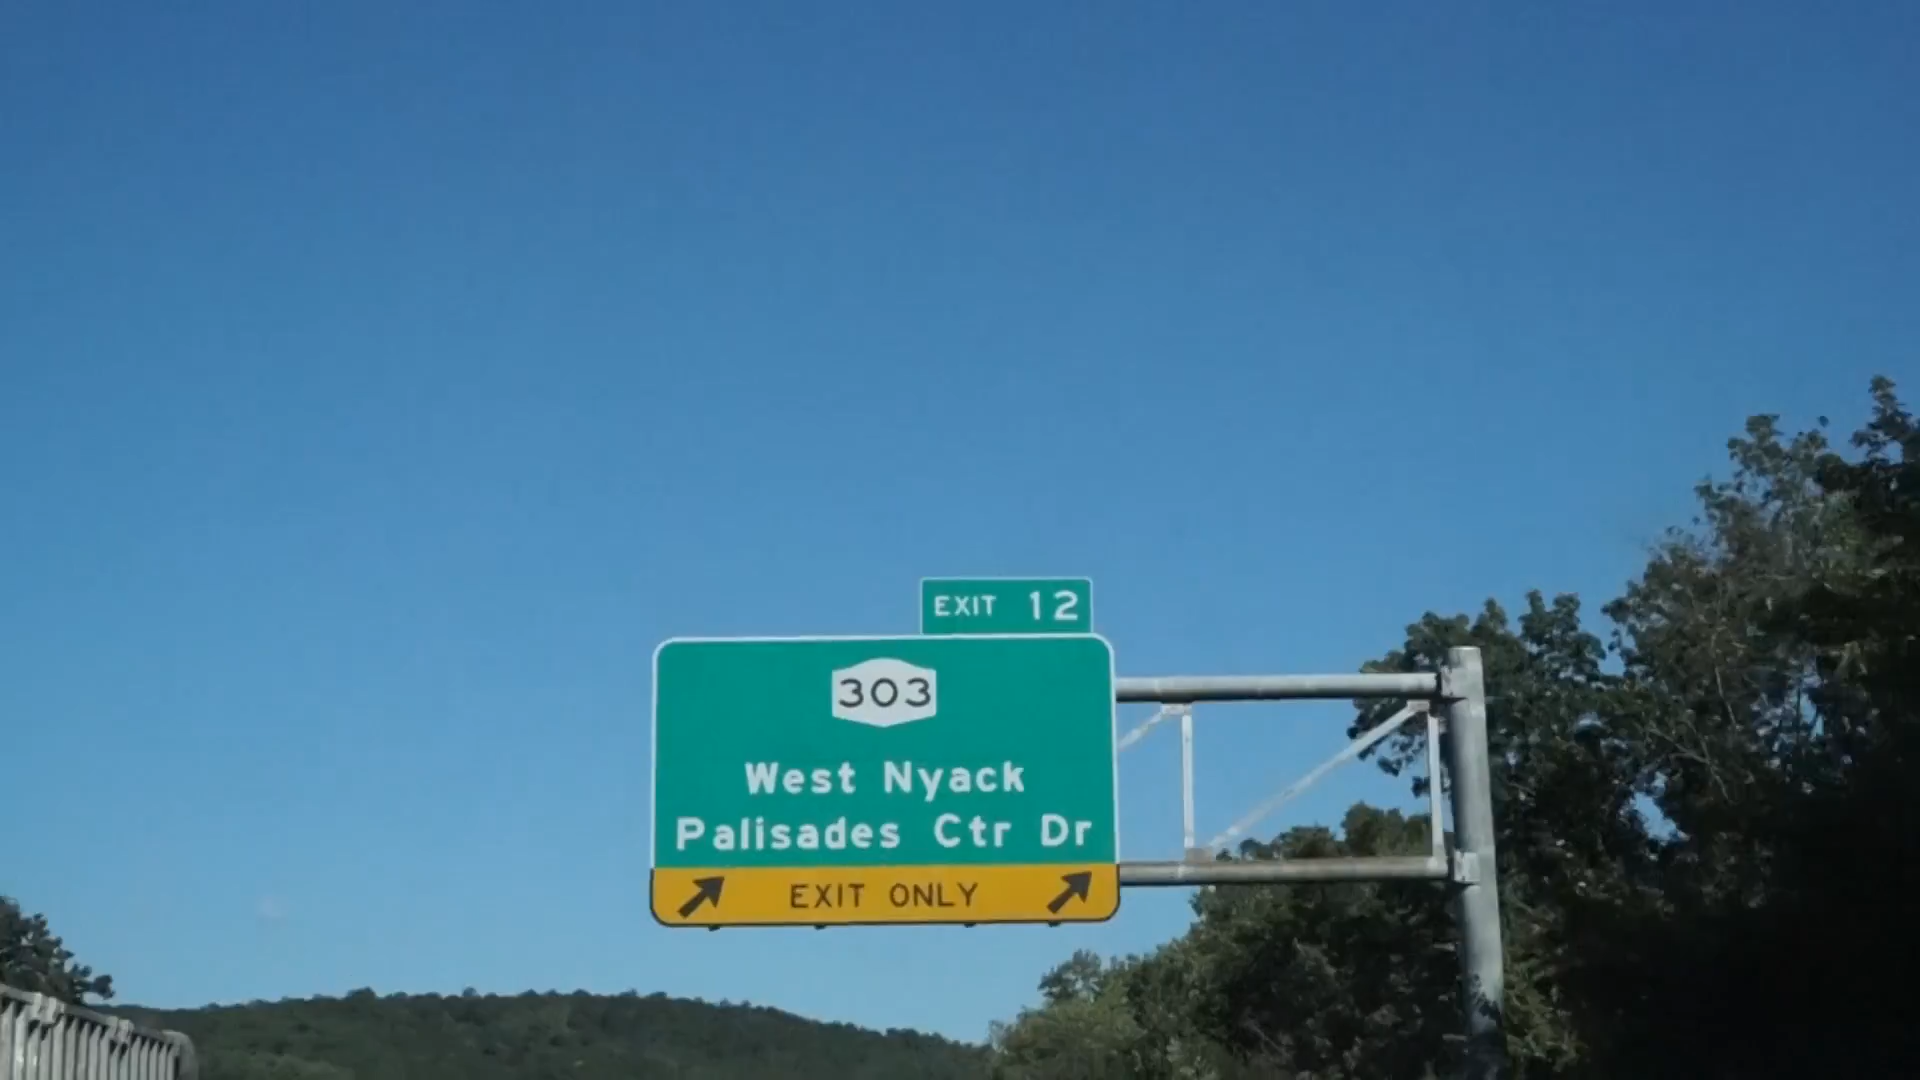 EXIT 12
303
West Nyack
Palisades Ctr Dr
EXIT ONLY